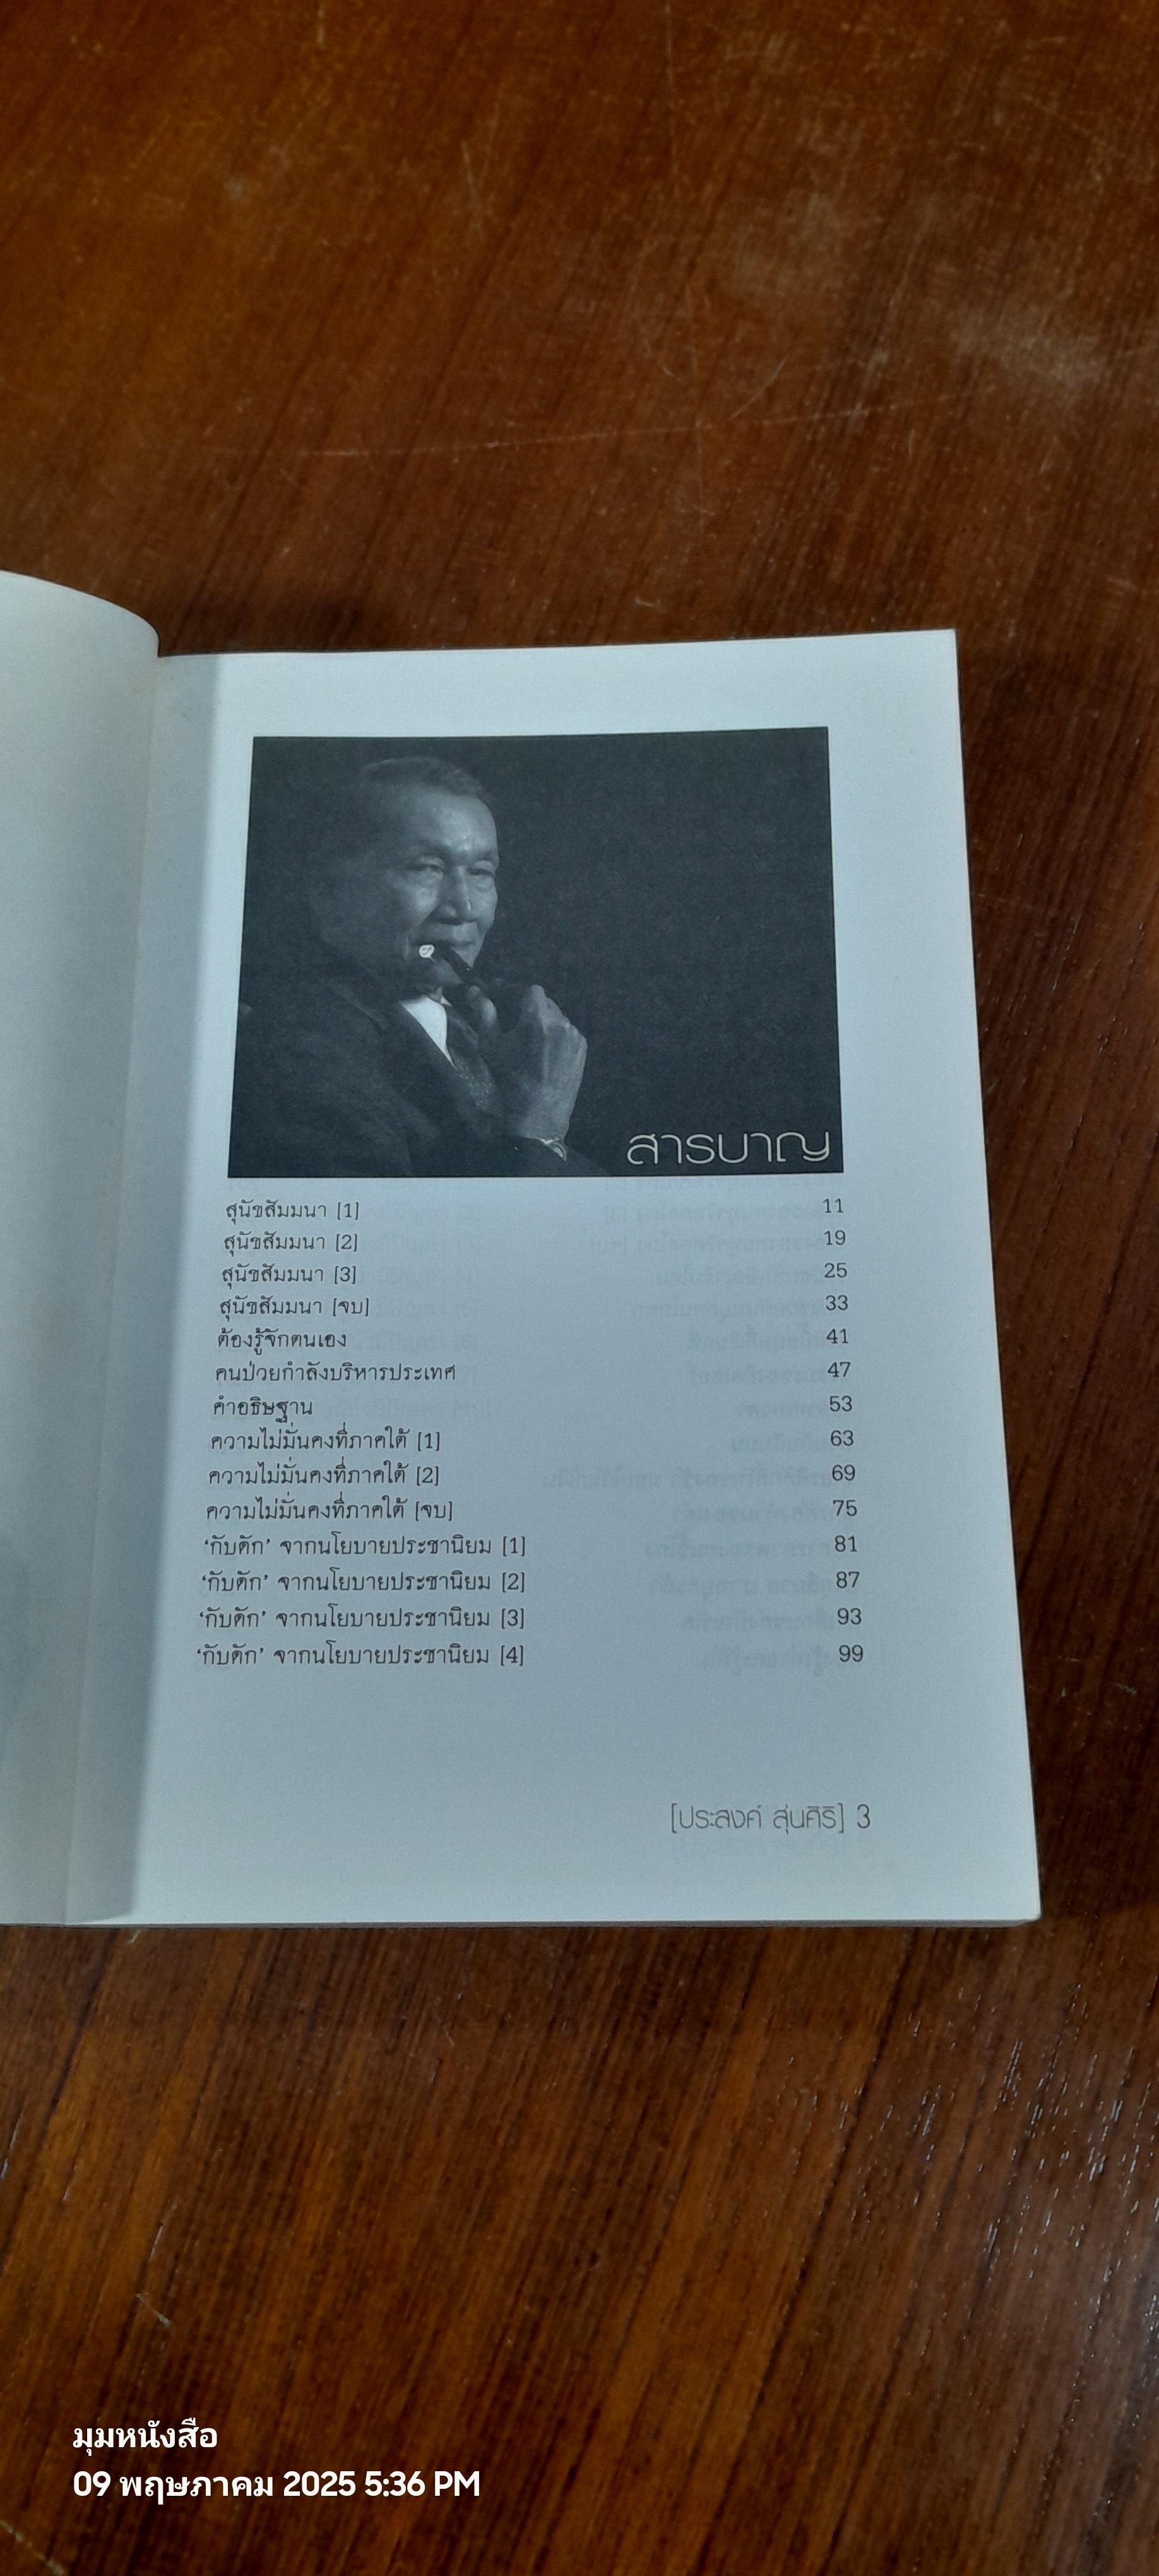 สารบาญ
สุนัขสัมมนา [1] 11
สุนัขสัมมนา [2] 19
สุนัขสัมมนา [3] 25
สุนัขสัมมนา [จบ] 33
ต้องรู้จักตนเอง 41
คนป่วยกำลังบริหารประเทศ 47
คำอธิษฐาน 53
ความไม่มั่นคงที่ภาคใต้ [1] 63
ความไม่มั่นคงที่ภาคใต้ [2] 69
ความไม่มั่นคงที่ภาคใต้ [จบ] 75
‘กับดัก’ จากนโยบายประชานิยม [1] 81
‘กับดัก’ จากนโยบายประชานิยม [2] 87
‘กับดัก’ จากนโยบายประชานิยม [3] 93
‘กับดัก’ จากนโยบายประชานิยม [4] 99
[ประสงค์ สุ่นศิริ] 3
มุมหนังสือ
09 พฤษภาคม 2025 5:36 PM